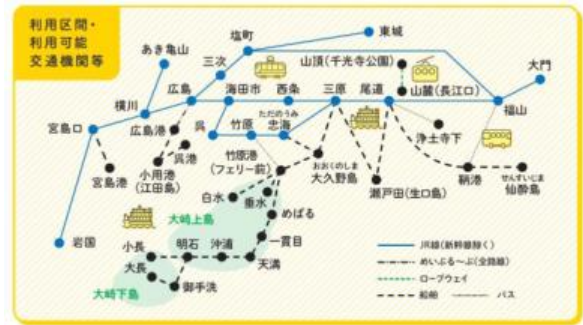 利用区間・
利用可能
交通機関等
東城
塩町
あき亀山
三次
山頂(千光寺公園)
大門
横川
広島
海田市
西条
三原
尾道
山麓(長江口)
福山
宮島口
広島港
呉
竹原
ただのうみ
忠海
浄土寺下
呉港
小用港
(江田島)
竹原港
(フェリー前)
おおくのしま
大久野島
瀬戸田(生口島)
鞆港
せんすいじま
仙酔島
宮島港
白水
垂水
めばる
大崎上島
一貫目
岩国
小長
明石
沖浦
天満
大長
御手洗
大崎下島
JR線(新幹線除く)
めいぷる~ぷ(全路線)
ロープウェイ
船舶
バス